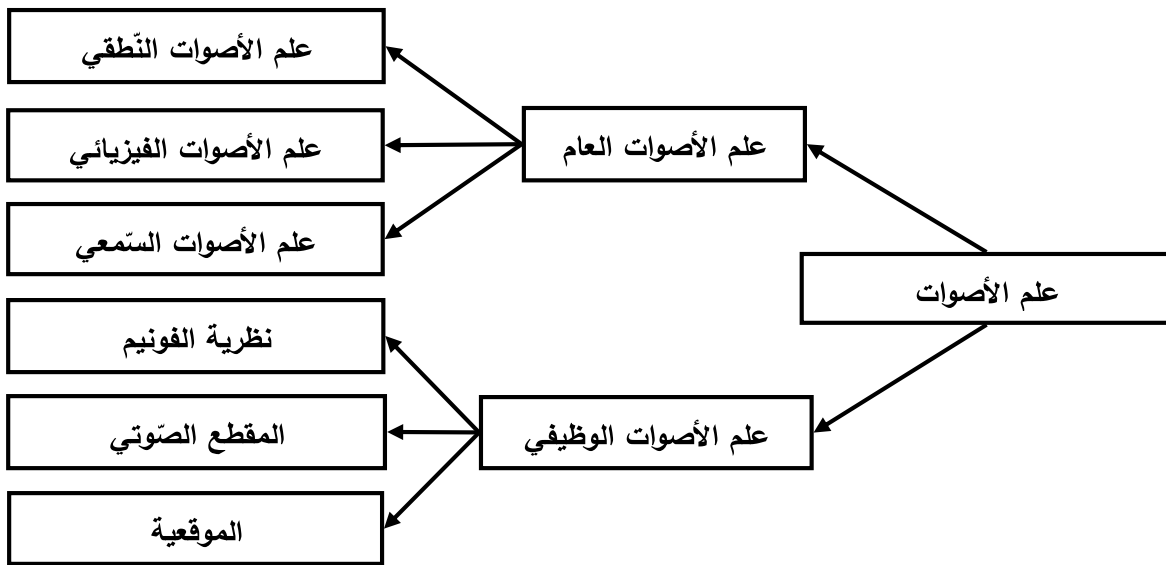 علم الأصوات
علم الأصوات العام
علم الأصوات النّطقي
علم الأصوات الفيزيائي
علم الأصوات السّمعي
علم الأصوات الوظيفي
نظرية الفونيم
المقطع الصّوتي
الموقعية